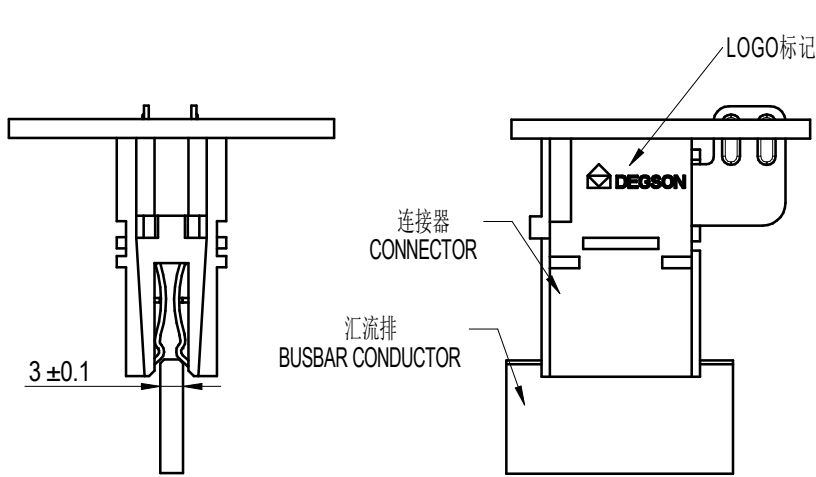 LOGO标记
DEGSON
连接器
CONNECTOR
汇流排
BUSBAR CONDUCTOR
3 ±0.1